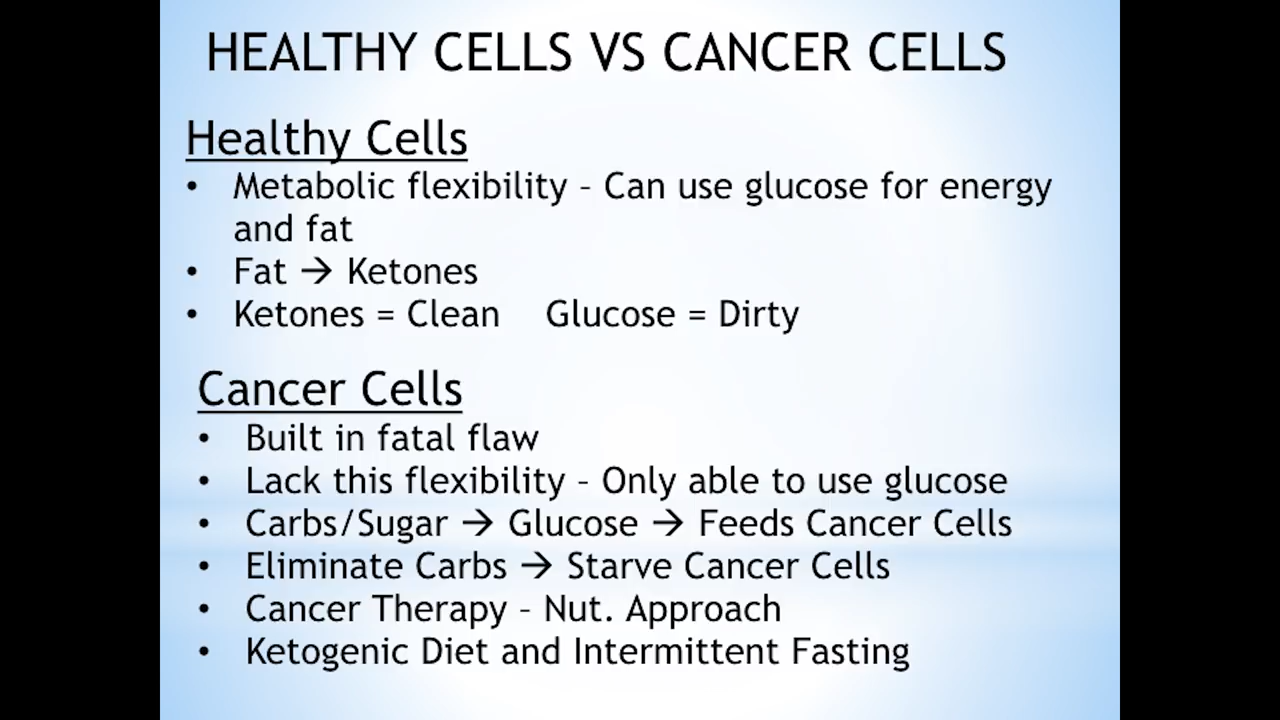 HEALTHY CELLS VS CANCER CELLS
Healthy Cells
• Metabolic flexibility – Can use glucose for energy
and fat
• Fat → Ketones
• Ketones = Clean Glucose = Dirty
Cancer Cells
• Built in fatal flaw
• Lack this flexibility – Only able to use glucose
• Carbs/Sugar → Glucose → Feeds Cancer Cells
• Eliminate Carbs → Starve Cancer Cells
• Cancer Therapy – Nut. Approach
• Ketogenic Diet and Intermittent Fasting